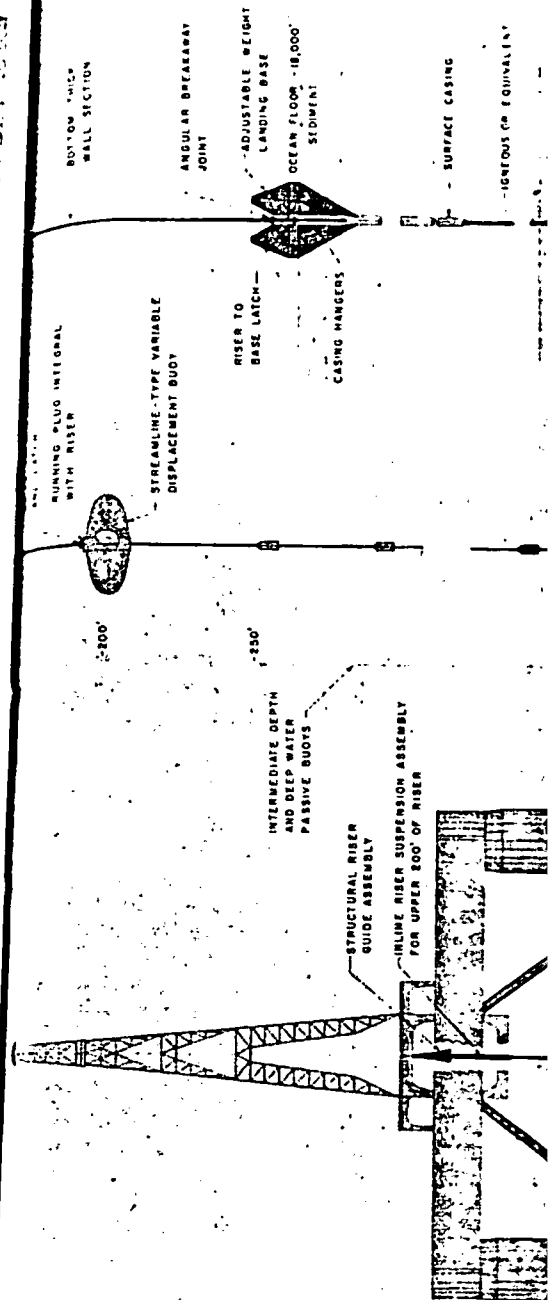 STRUCTURAL RISER
GUIDE ASSEMBLY
INLINE RISER SUSPENSION ASSEMBLY
FOR UPPER 200' OF RISER
RUNNING PLUG INTEGRAL
WITH RISER
-200'
STREAMLINE-TYPE VARIABLE
DISPLACEMENT BUOY
-250'
INTERMEDIATE DEPTH
AND DEEP WATER
PASSIVE BUOYS
BOTTOM THICK
WALL SECTION
ANGULAR BREAKAWAY
JOINT
ADJUSTABLE WEIGHT
LANDING BASE
OCEAN FLOOR -18,000'
SEDIMENT
RISER TO
BASE LATCH
CASING HANGERS
SURFACE CASING
IGNEOUS OR EQUIVALENT